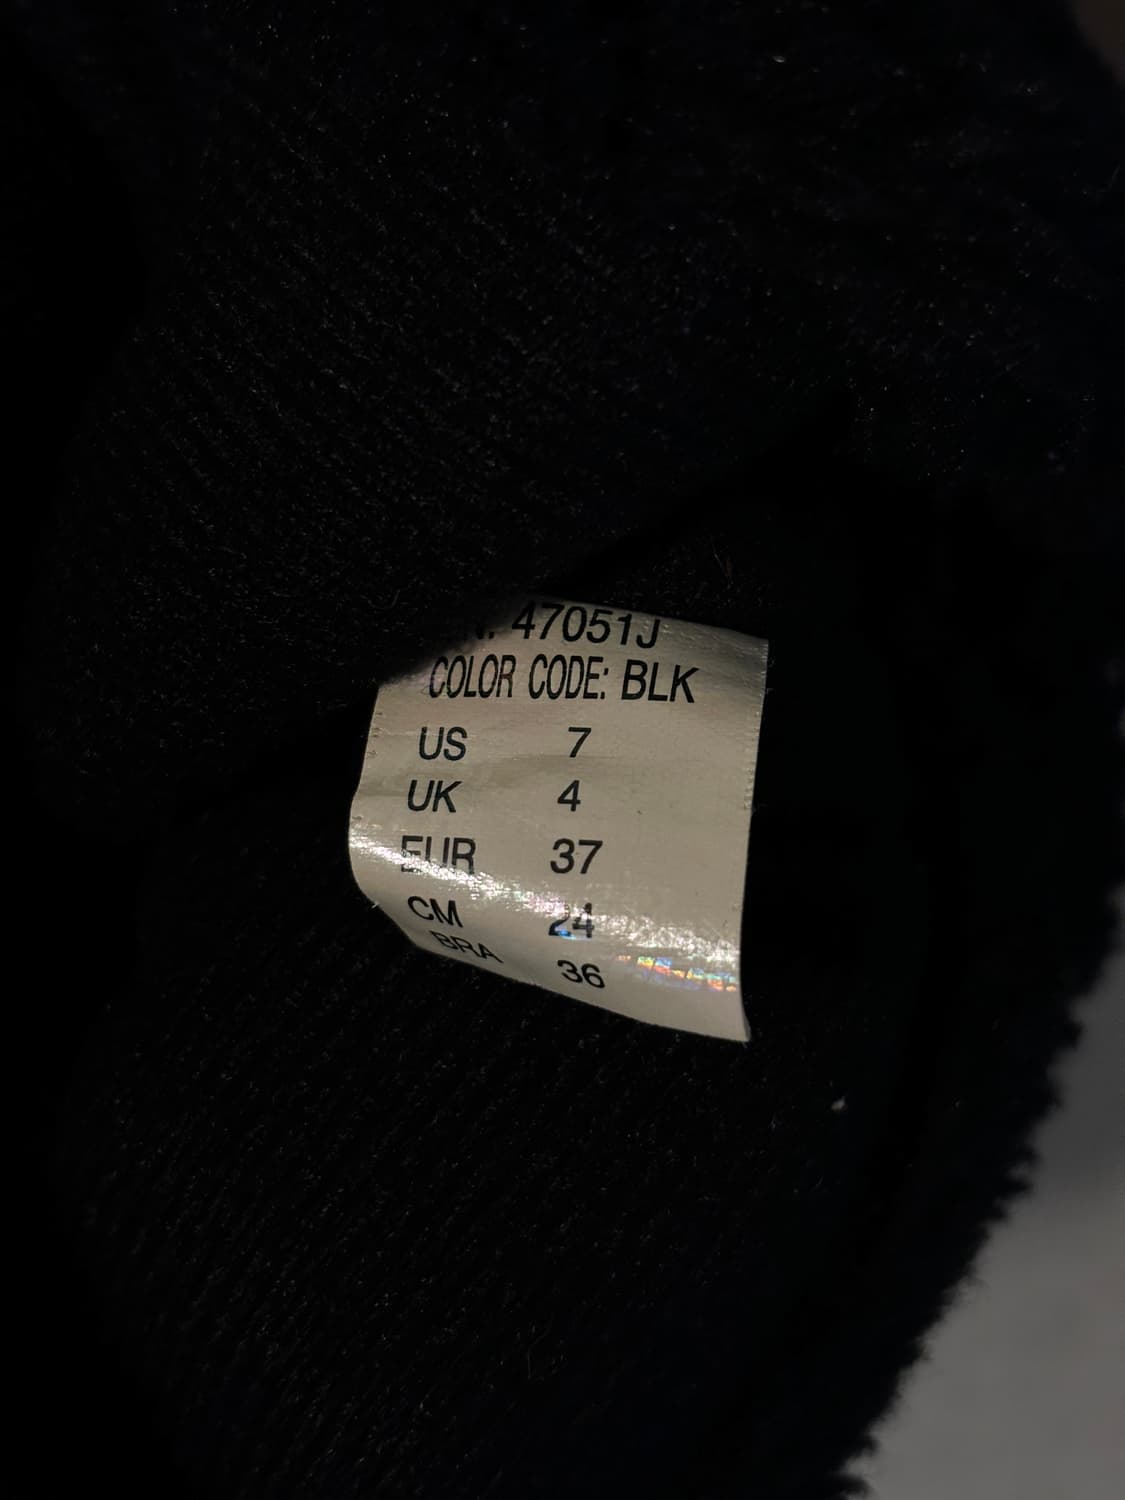 47051J
COLOR CODE: BLK
US 7
UK 4
EUR 37
CM 24
BRA 36